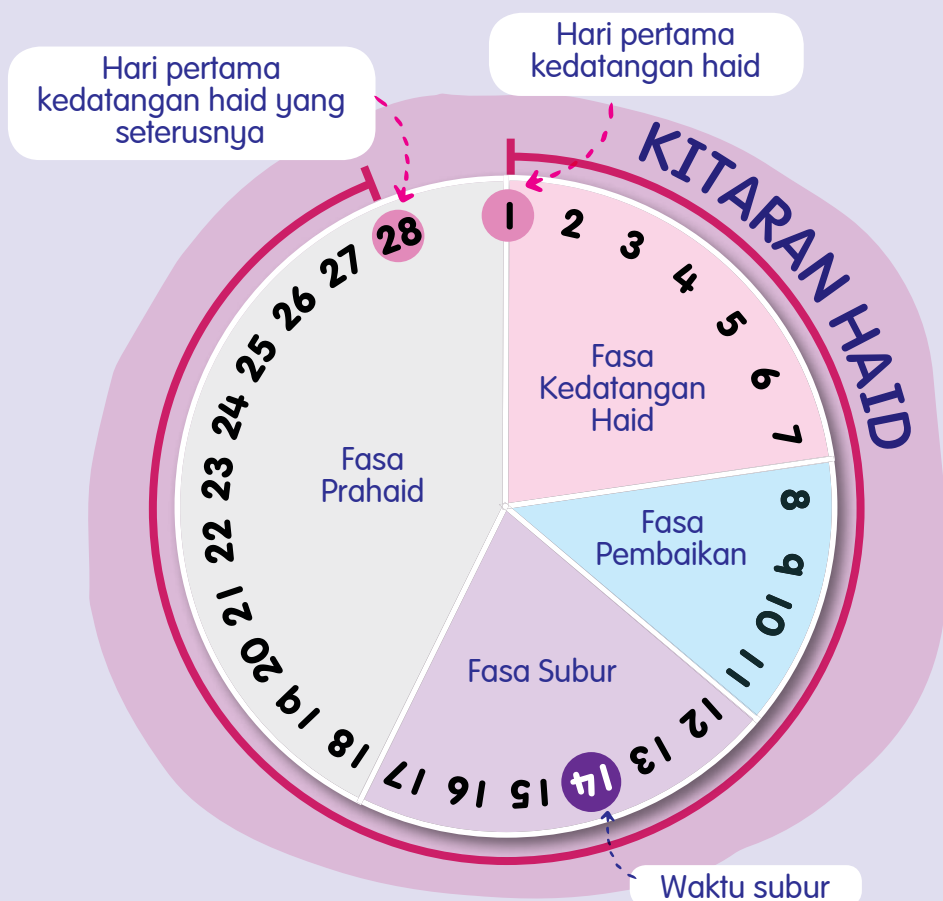 Hari pertama
kedatangan haid
Hari pertama
kedatangan haid yang
seterusnya
KITARAN HAID
1
2
3
4
5
6
7
8
9
10
11
12
13
14
15
16
17
18
19
20
21
22
23
24
25
26
27
28
Fasa
Kedatangan
Haid
Fasa
Pembaikan
Fasa Subur
Fasa
Prahaid
Waktu subur